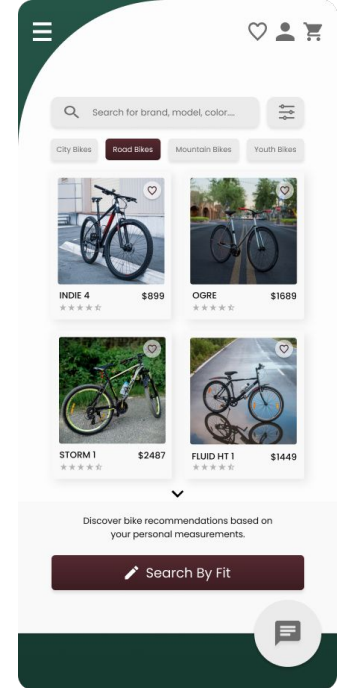 Search for brand, model, color....
City Bikes
Road Bikes
Mountain Bikes
Youth Bikes
INDIE 4 $899
OGRE $1689
STORM 1 $2487
FLUID HT 1 $1449
Discover bike recommendations based on
your personal measurements.
Search By Fit